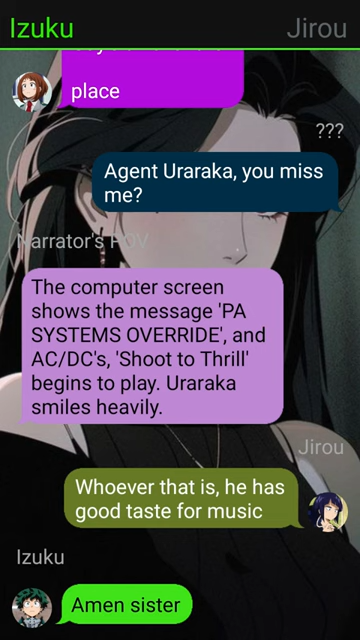 Izuku
Jirou
place
???
Agent Uraraka, you miss
me?
Narrator's POV
The computer screen
shows the message 'PA
SYSTEMS OVERRIDE', and
AC/DC's, 'Shoot to Thrill'
begins to play. Uraraka
smiles heavily.
Jirou
Whoever that is, he has
good taste for music
Izuku
Amen sister